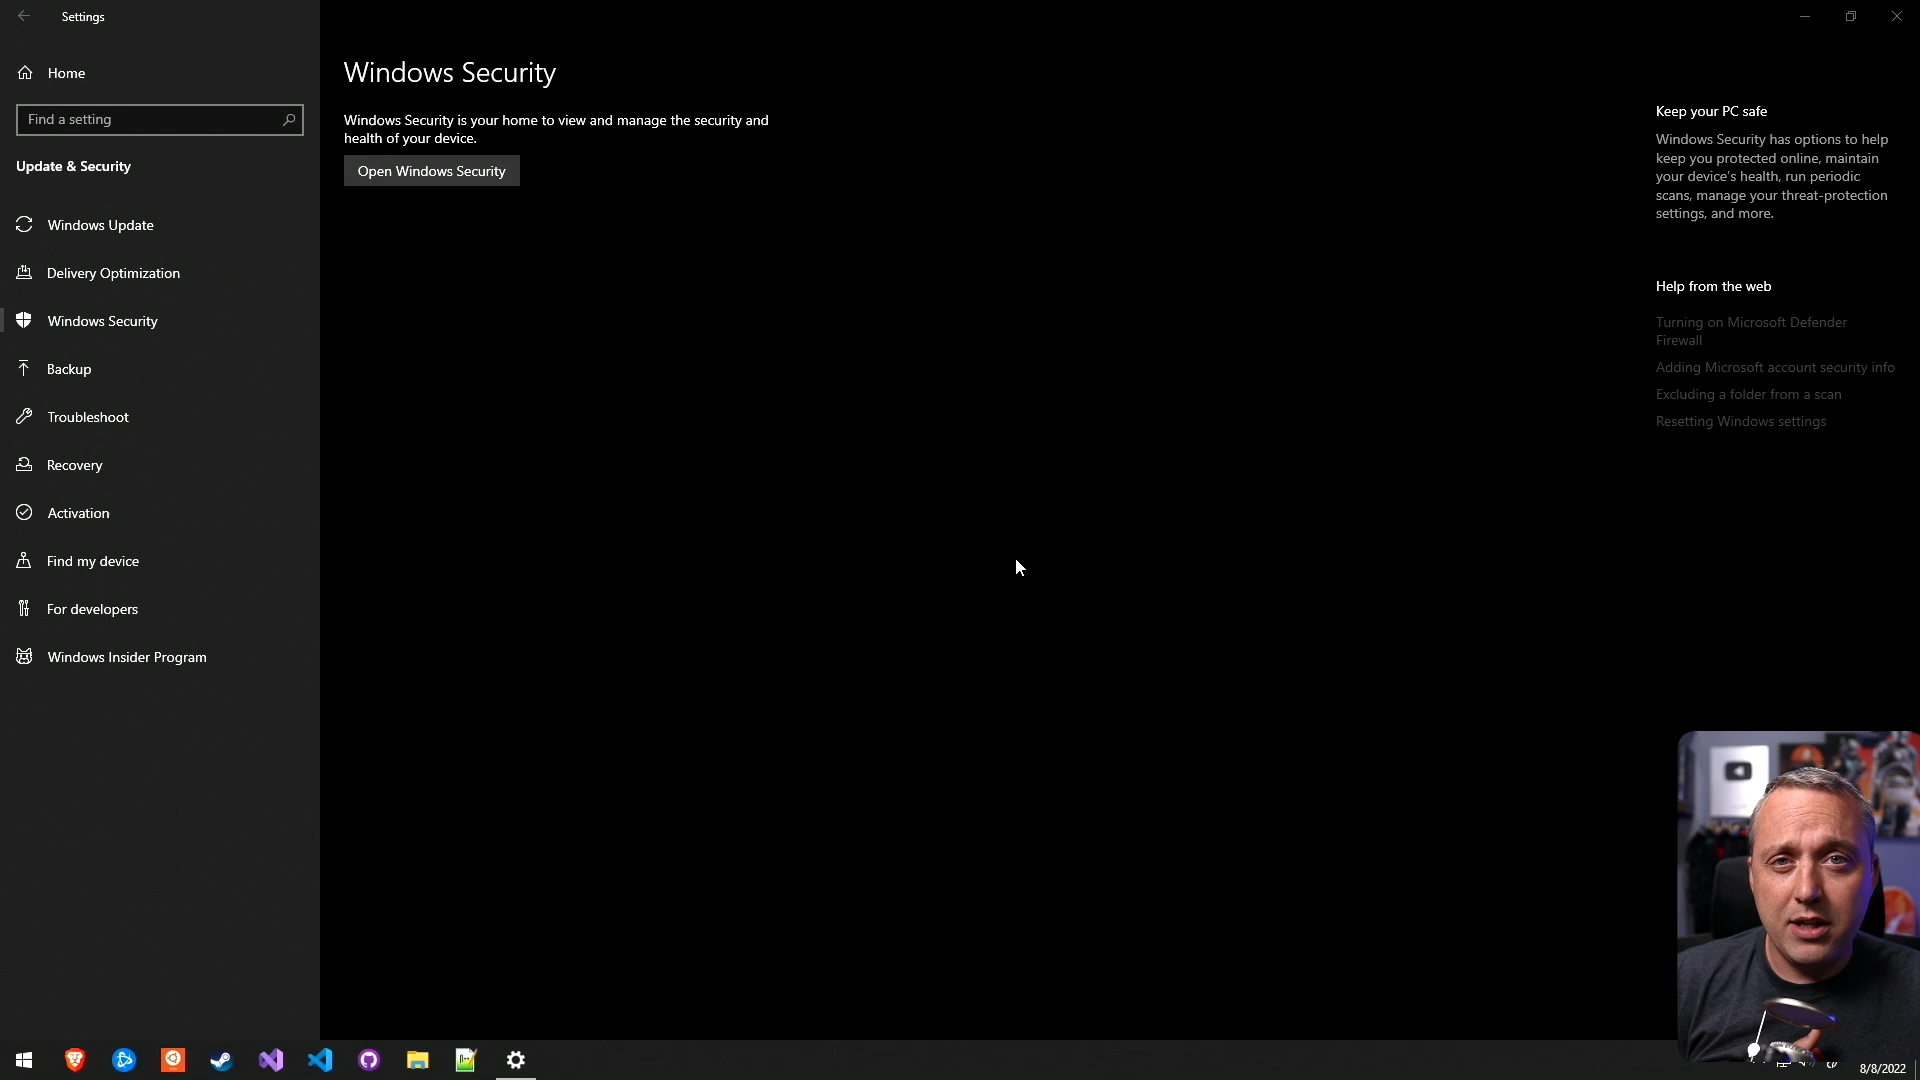 Settings
Home
Find a setting
Update & Security
Windows Update
Delivery Optimization
Windows Security
Backup
Troubleshoot
Recovery
Activation
Find my device
For developers
Windows Insider Program
Windows Security
Windows Security is your home to view and manage the security and
health of your device.
Open Windows Security
Keep your PC safe
Windows Security has options to help
keep you protected online, maintain
your device's health, run periodic
scans, manage your threat-protection
settings, and more.
Help from the web
Turning on Microsoft Defender
Firewall
Adding Microsoft account security info
Excluding a folder from a scan
Resetting Windows settings
8/8/2022